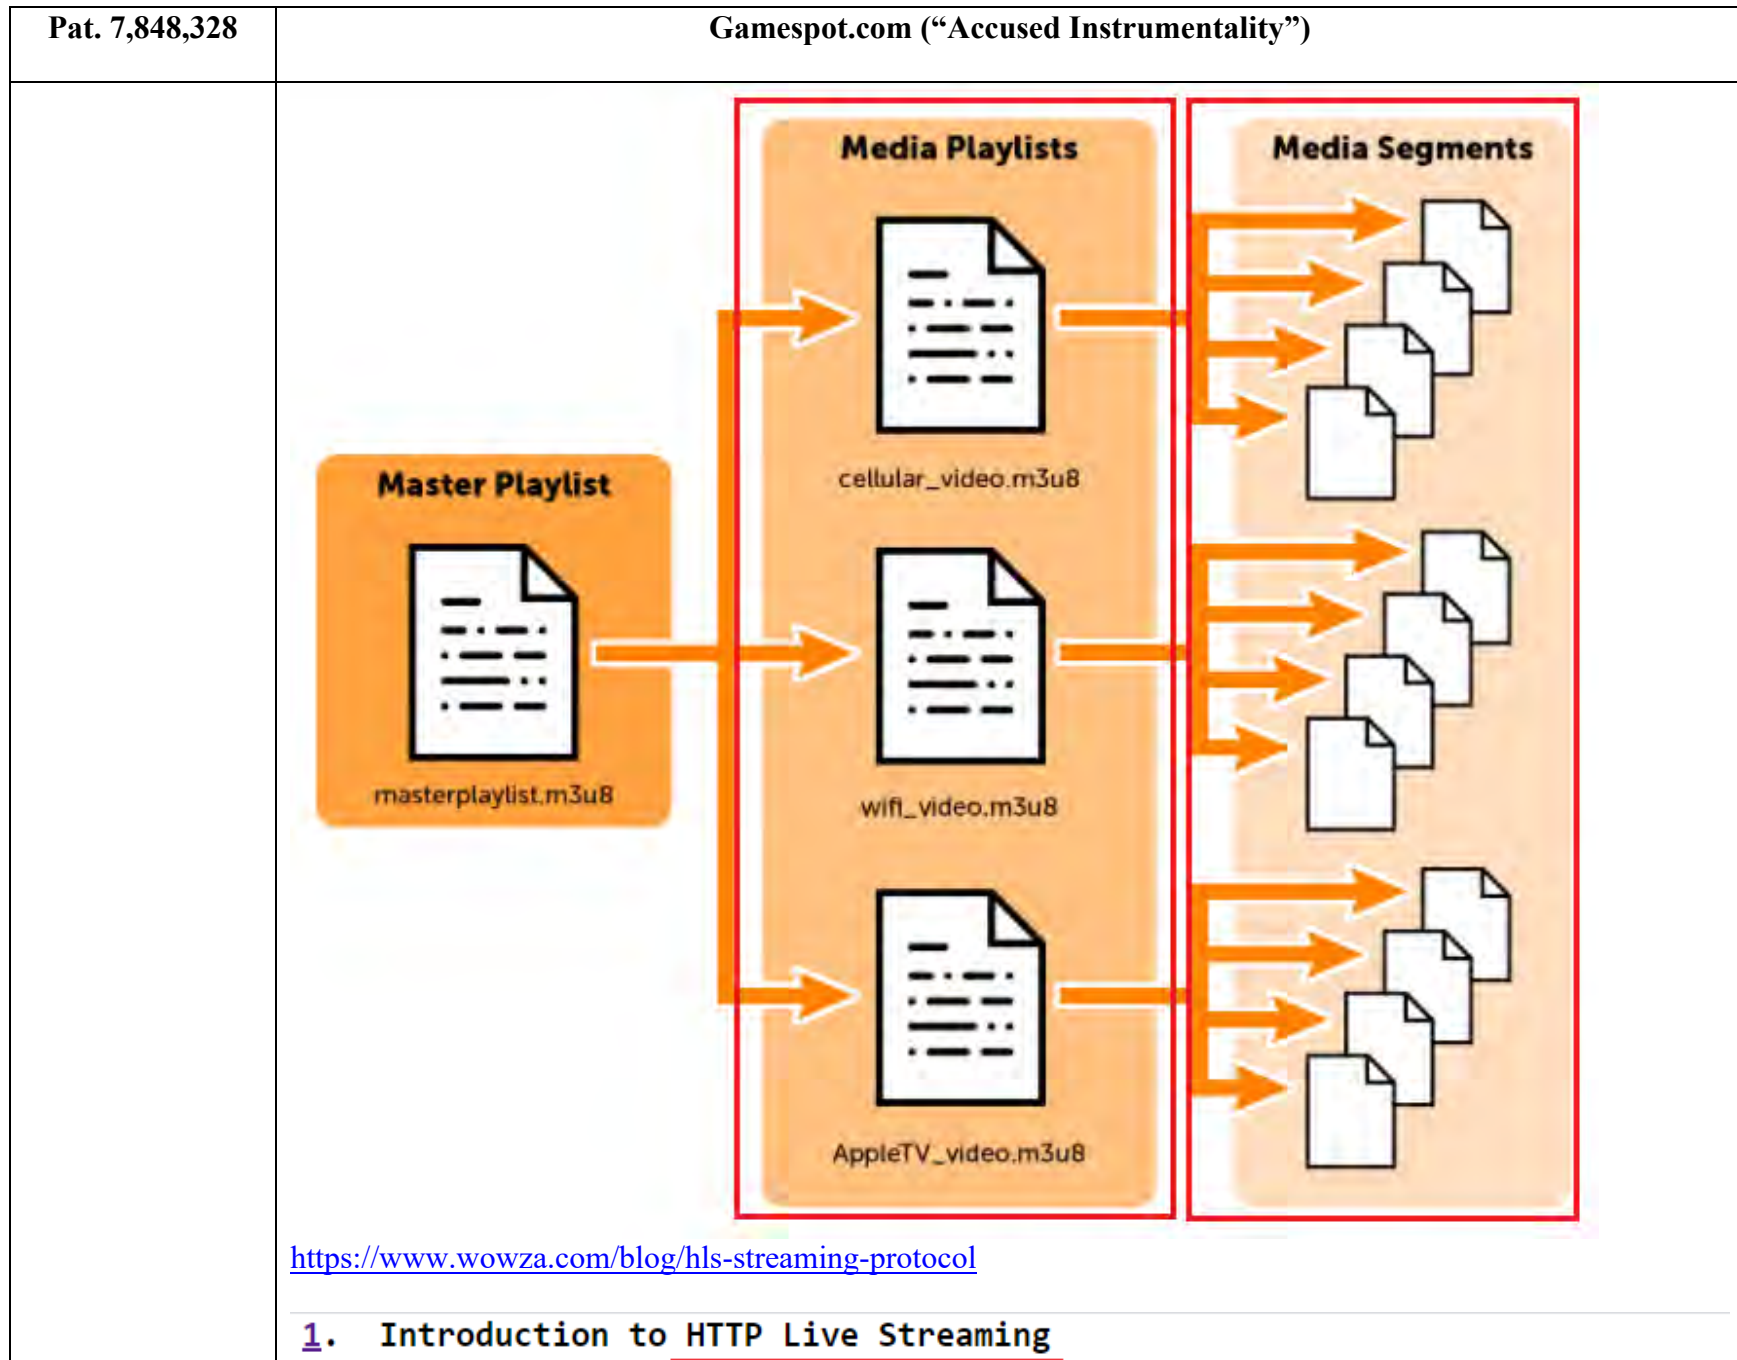 Pat. 7,848,328
Gamespot.com (“Accused Instrumentality”)
Media Playlists
Media Segments
cellular_video.m3u8
Master Playlist
masterplaylist.m3u8
wifi_video.m3u8
AppleTV_video.m3u8
https://www.wowza.com/blog/hls-streaming-protocol
1. Introduction to HTTP Live Streaming